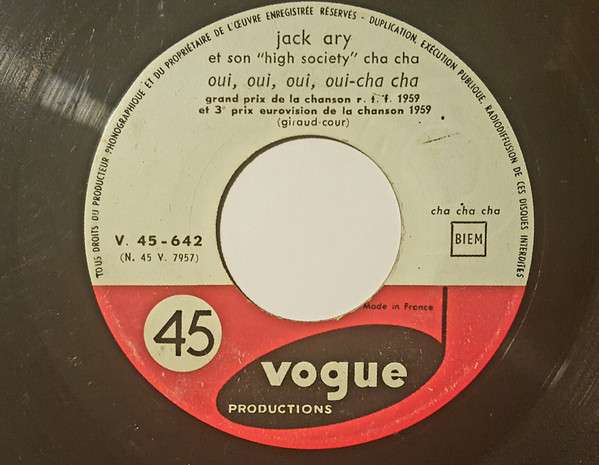 TOUS DROITS DU PRODUCTEUR PHONOGRAPHIQUE ET DU PROPRIÉTAIRE DE L'ŒUVRE ENREGISTRÉE RÉSERVÉS - DUPLICATION, EXÉCUTION PUBLIQUE, RADIODIFFUSION DE CES DISQUES INTERDITES
jack ary
et son "high society" cha cha
oui, oui, oui, oui-cha cha
grand prix de la chanson r. t. f. 1959
et 3e prix eurovision de la chanson 1959
(giraud-cour)
cha cha cha
V. 45-642
BIEM
(N. 45 V. 7957)
Made in France
45
vogue
PRODUCTIONS